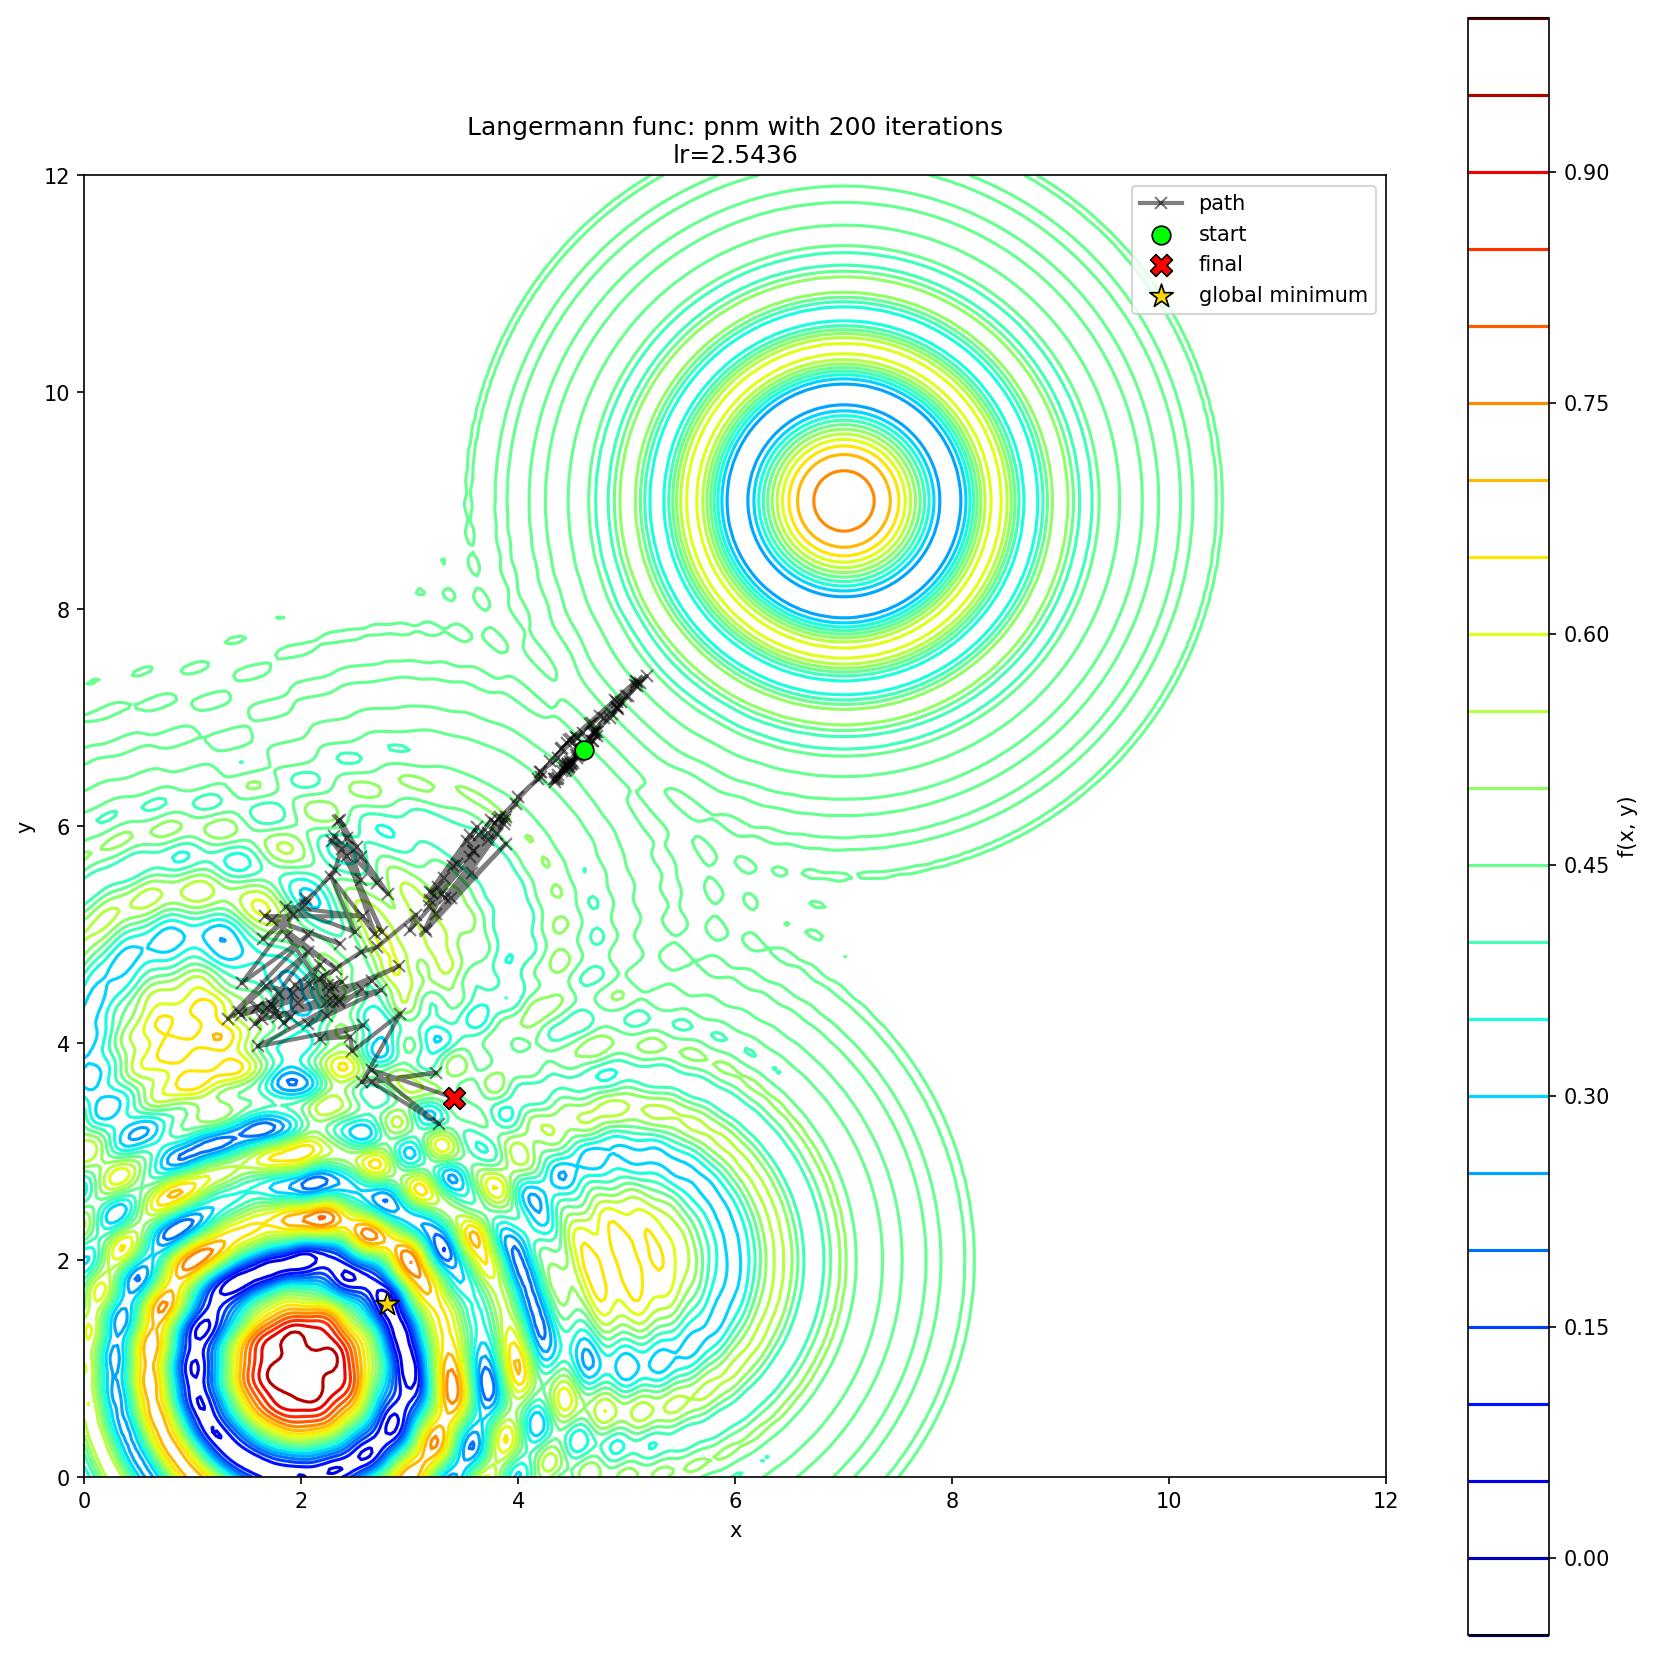 Langermann func: pnm with 200 iterations
lr=2.5436
path
start
final
global minimum
12
10
8
6
4
2
0
y
0
2
4
6
8
10
12
x
0.90
0.75
0.60
0.45
0.30
0.15
0.00
f(x, y)